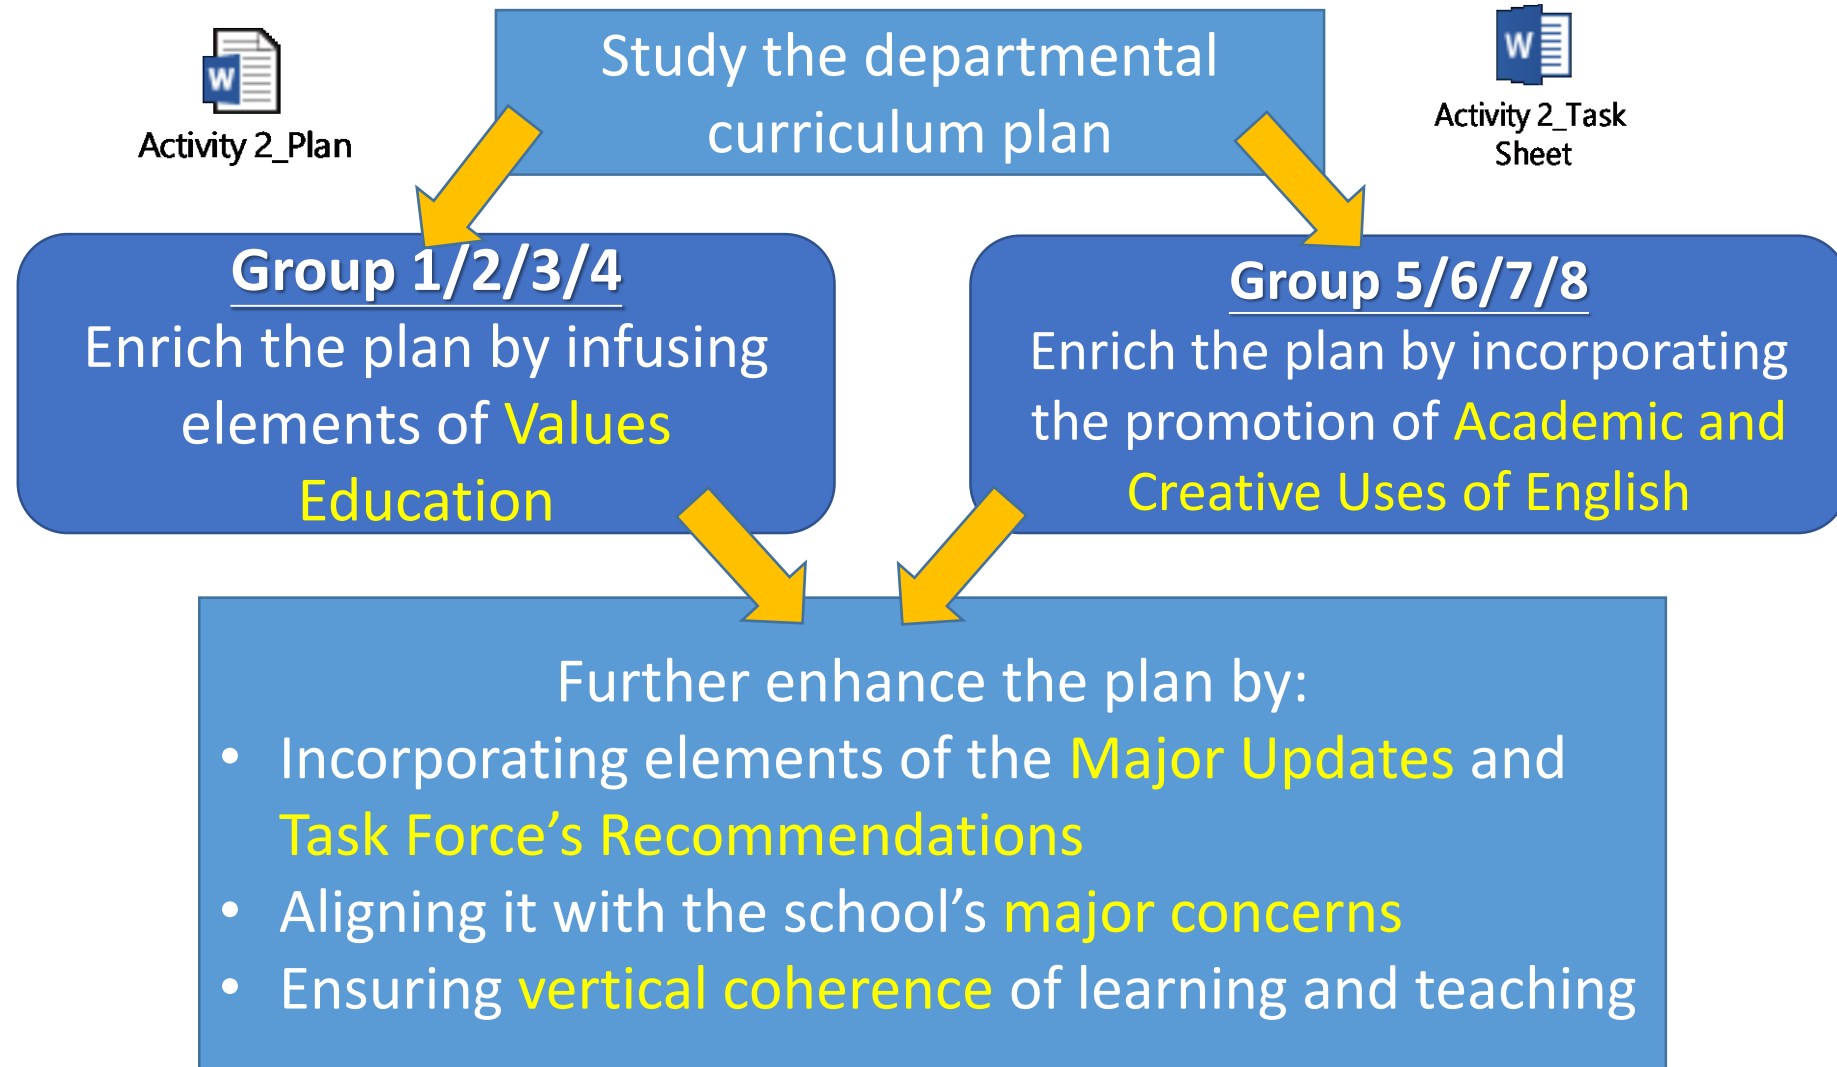 Study the departmental
curriculum plan
W
Activity 2_Plan
W
Activity 2_Task
Sheet
Group 1/2/3/4
Enrich the plan by infusing
elements of Values
Education
Group 5/6/7/8
Enrich the plan by incorporating
the promotion of Academic and
Creative Uses of English
Further enhance the plan by:
• Incorporating elements of the Major Updates and
Task Force’s Recommendations
• Aligning it with the school’s major concerns
• Ensuring vertical coherence of learning and teaching